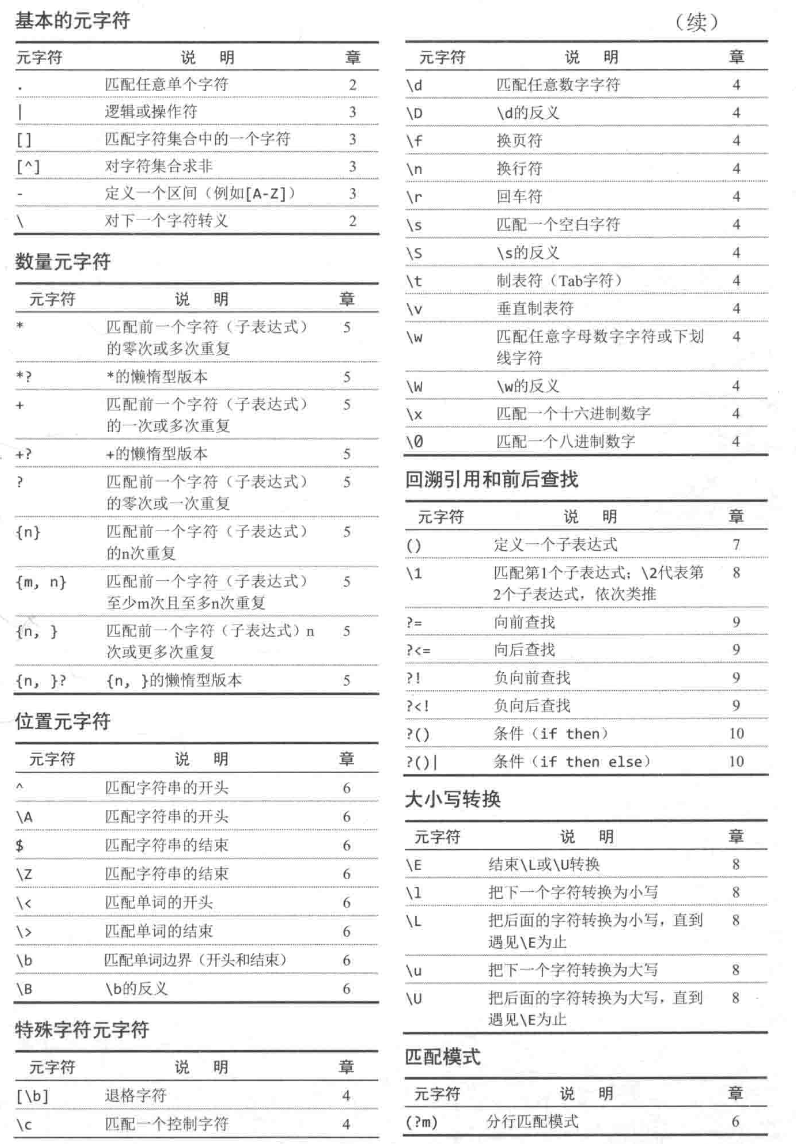 基本的元字符
元字符 说 明 章
. 匹配任意单个字符 2
| 逻辑或操作符 3
[] 匹配字符集合中的一个字符 3
[^] 对字符集合求非 3
- 定义一个区间（例如[A-Z]） 3
\ 对下一个字符转义 2
数量元字符
元字符 说 明 章
* 匹配前一个字符（子表达式） 5
的零次或多次重复
*? *的懒惰型版本 5
+ 匹配前一个字符（子表达式） 5
的一次或多次重复
+? +的懒惰型版本 5
? 匹配前一个字符（子表达式） 5
的零次或一次重复
{n} 匹配前一个字符（子表达式） 5
的n次重复
{m, n} 匹配前一个字符（子表达式） 5
至少m次且至多n次重复
{n, } 匹配前一个字符（子表达式）n 5
次或更多次重复
{n, }? {n, }的懒惰型版本 5
位置元字符
元字符 说 明 章
^ 匹配字符串的开头 6
\A 匹配字符串的开头 6
$ 匹配字符串的结束 6
\Z 匹配字符串的结束 6
\< 匹配单词的开头 6
\> 匹配单词的结束 6
\b 匹配单词边界（开头和结束） 6
\B \b的反义 6
特殊字符元字符
元字符 说 明 章
[\b] 退格字符 4
\c 匹配一个控制字符 4
（续）
元字符 说 明 章
\d 匹配任意数字字符 4
\D \d的反义 4
\f 换页符 4
\n 换行符 4
\r 回车符 4
\s 匹配一个空白字符 4
\S \s的反义 4
\t 制表符（Tab字符） 4
\v 垂直制表符 4
\w 匹配任意字母数字字符或下划 4
线字符
\W \w的反义 4
\x 匹配一个十六进制数字 4
\0 匹配一个八进制数字 4
回溯引用和前后查找
元字符 说 明 章
() 定义一个子表达式 7
\1 匹配第1个子表达式；\2代表第 8
2个子表达式，依次类推
?= 向前查找 9
?<= 向后查找 9
?! 负向前查找 9
?<! 负向后查找 9
?() 条件（if then） 10
?()| 条件（if then else） 10
大小写转换
元字符 说 明 章
\E 结束\L或\U转换 8
\l 把下一个字符转换为小写 8
\L 把后面的字符转换为小写，直到 8
遇见\E为止
\u 把下一个字符转换为大写 8
\U 把后面的字符转换为大写，直到 8
遇见\E为止
匹配模式
元字符 说 明 章
(?m) 分行匹配模式 6